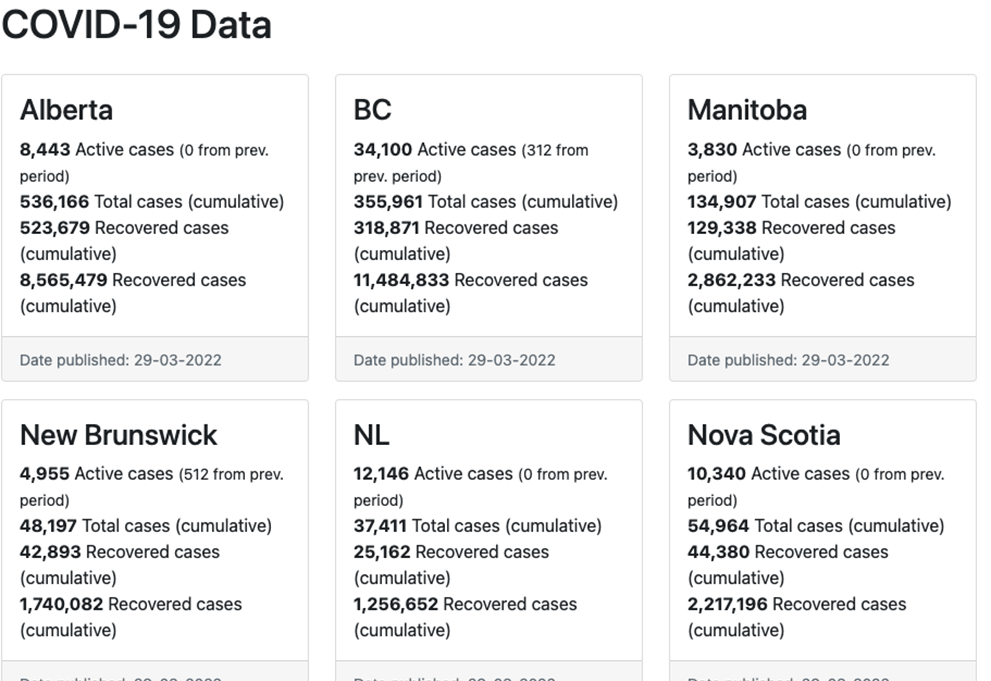 COVID-19 Data
Alberta
8,443 Active cases (0 from prev.
period)
536,166 Total cases (cumulative)
523,679 Recovered cases
(cumulative)
8,565,479 Recovered cases
(cumulative)
Date published: 29-03-2022
BC
34,100 Active cases (312 from
prev. period)
355,961 Total cases (cumulative)
318,871 Recovered cases
(cumulative)
11,484,833 Recovered cases
(cumulative)
Date published: 29-03-2022
Manitoba
3,830 Active cases (0 from prev.
period)
134,907 Total cases (cumulative)
129,338 Recovered cases
(cumulative)
2,862,233 Recovered cases
(cumulative)
Date published: 29-03-2022
New Brunswick
4,955 Active cases (512 from prev.
period)
48,197 Total cases (cumulative)
42,893 Recovered cases
(cumulative)
1,740,082 Recovered cases
(cumulative)
NL
12,146 Active cases (0 from prev.
period)
37,411 Total cases (cumulative)
25,162 Recovered cases
(cumulative)
1,256,652 Recovered cases
(cumulative)
Nova Scotia
10,340 Active cases (0 from prev.
period)
54,964 Total cases (cumulative)
44,380 Recovered cases
(cumulative)
2,217,196 Recovered cases
(cumulative)